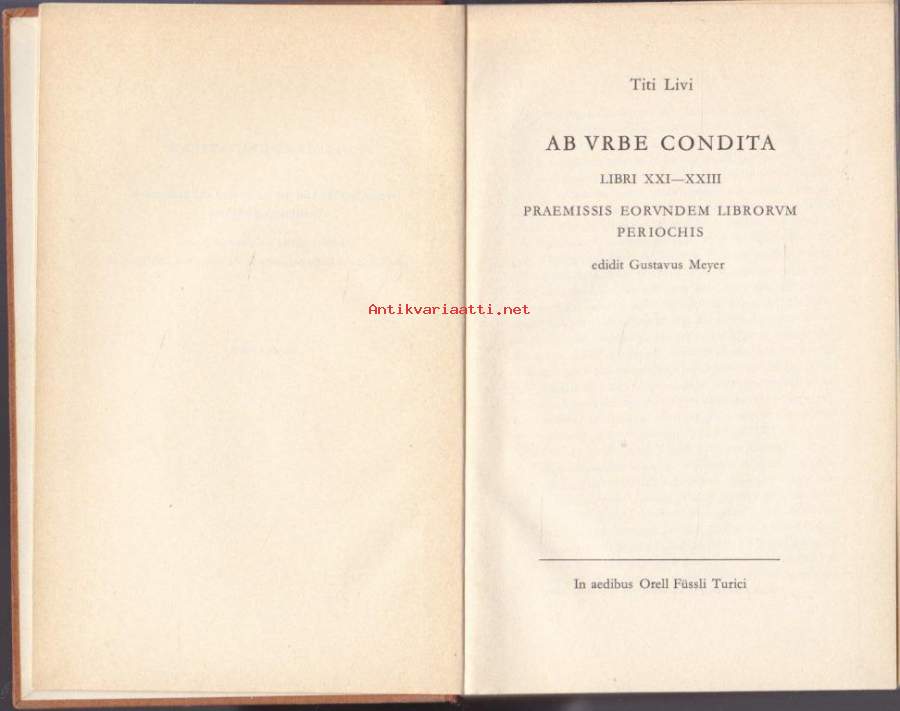 Titi Livi
AB VRBE CONDITA
LIBRI XXI—XXIII
PRAEMISSIS EORVNDEM LIBRORVM
PERIOCHIS
edidit Gustavus Meyer
Antikvariaatti.net
In aedibus Orell Füssli Turici